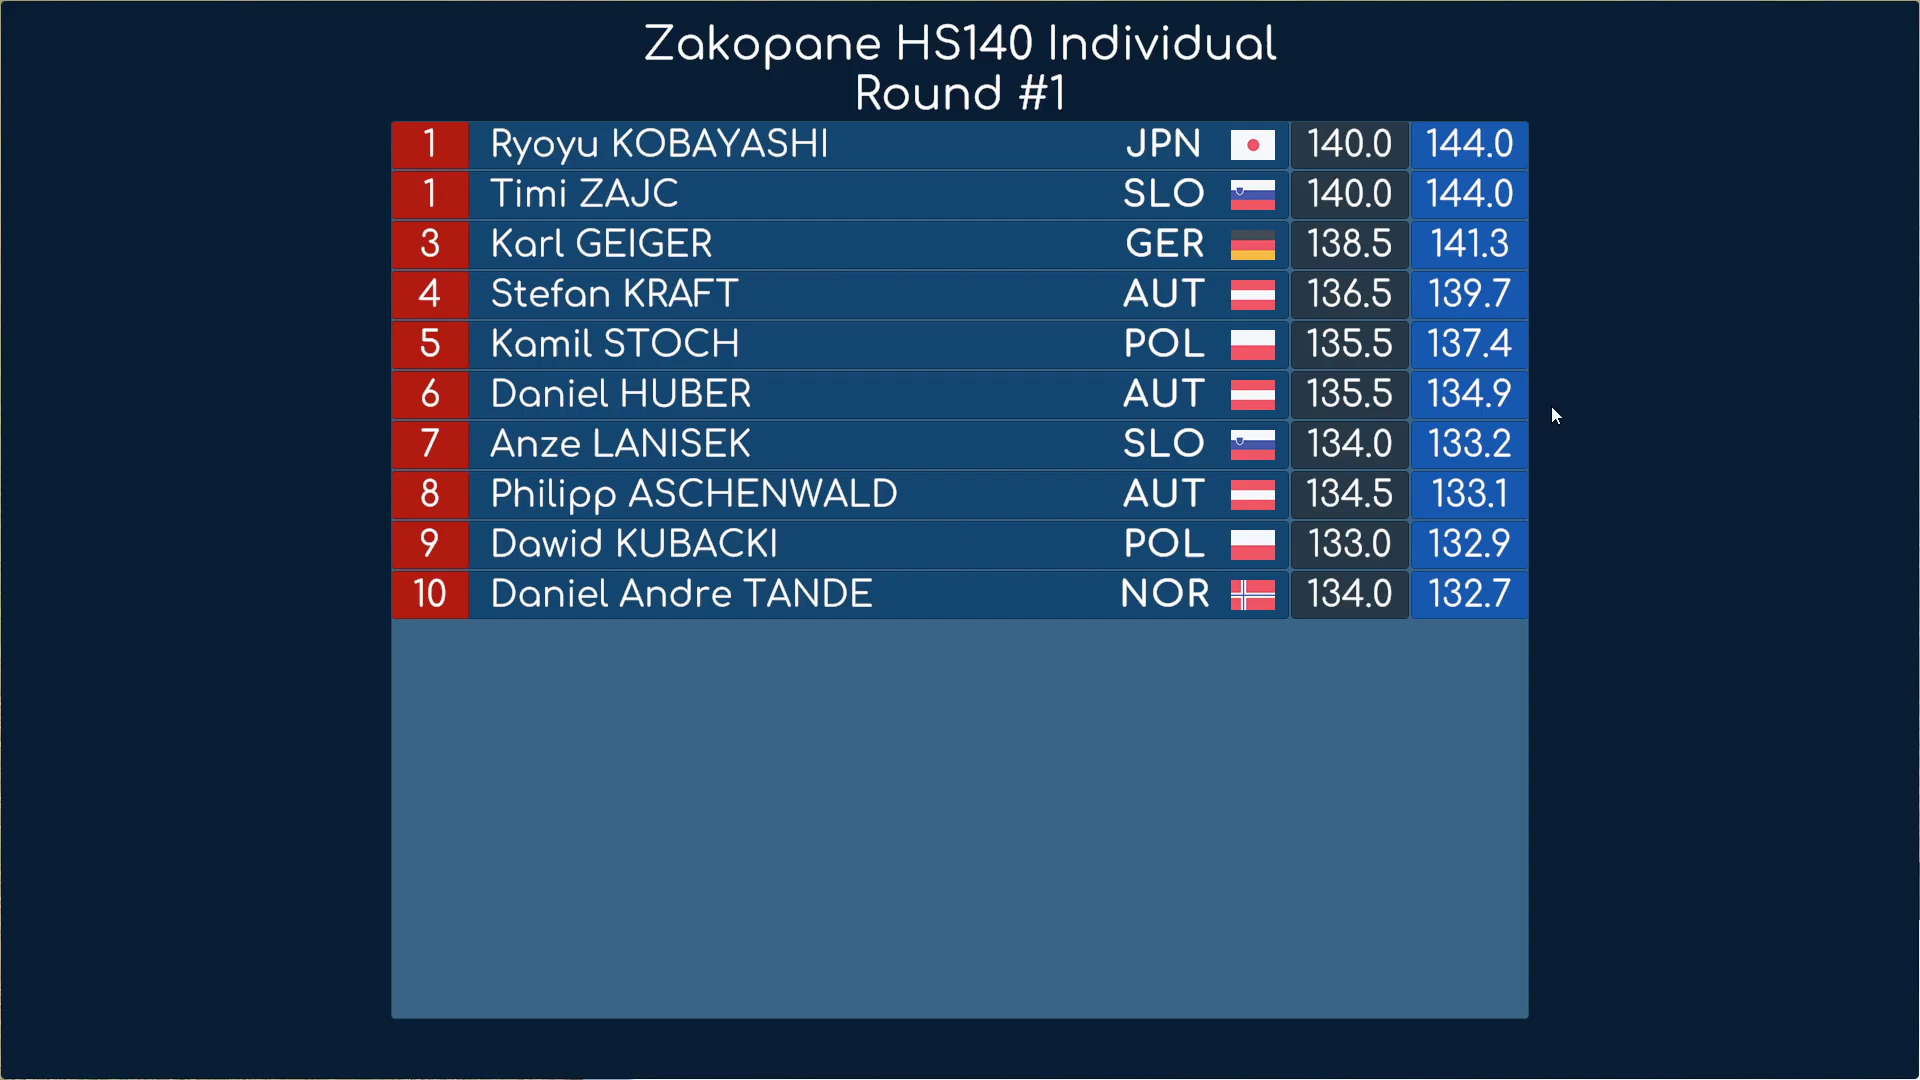 Zakopane HS140 Individual
Round #1
1 Ryoyu KOBAYASHI JPN 140.0 144.0
1 Timi ZAJC SLO 140.0 144.0
3 Karl GEIGER GER 138.5 141.3
4 Stefan KRAFT AUT 136.5 139.7
5 Kamil STOCH POL 135.5 137.4
6 Daniel HUBER AUT 135.5 134.9
7 Anze LANISEK SLO 134.0 133.2
8 Philipp ASCHENWALD AUT 134.5 133.1
9 Dawid KUBACKI POL 133.0 132.9
10 Daniel Andre TANDE NOR 134.0 132.7